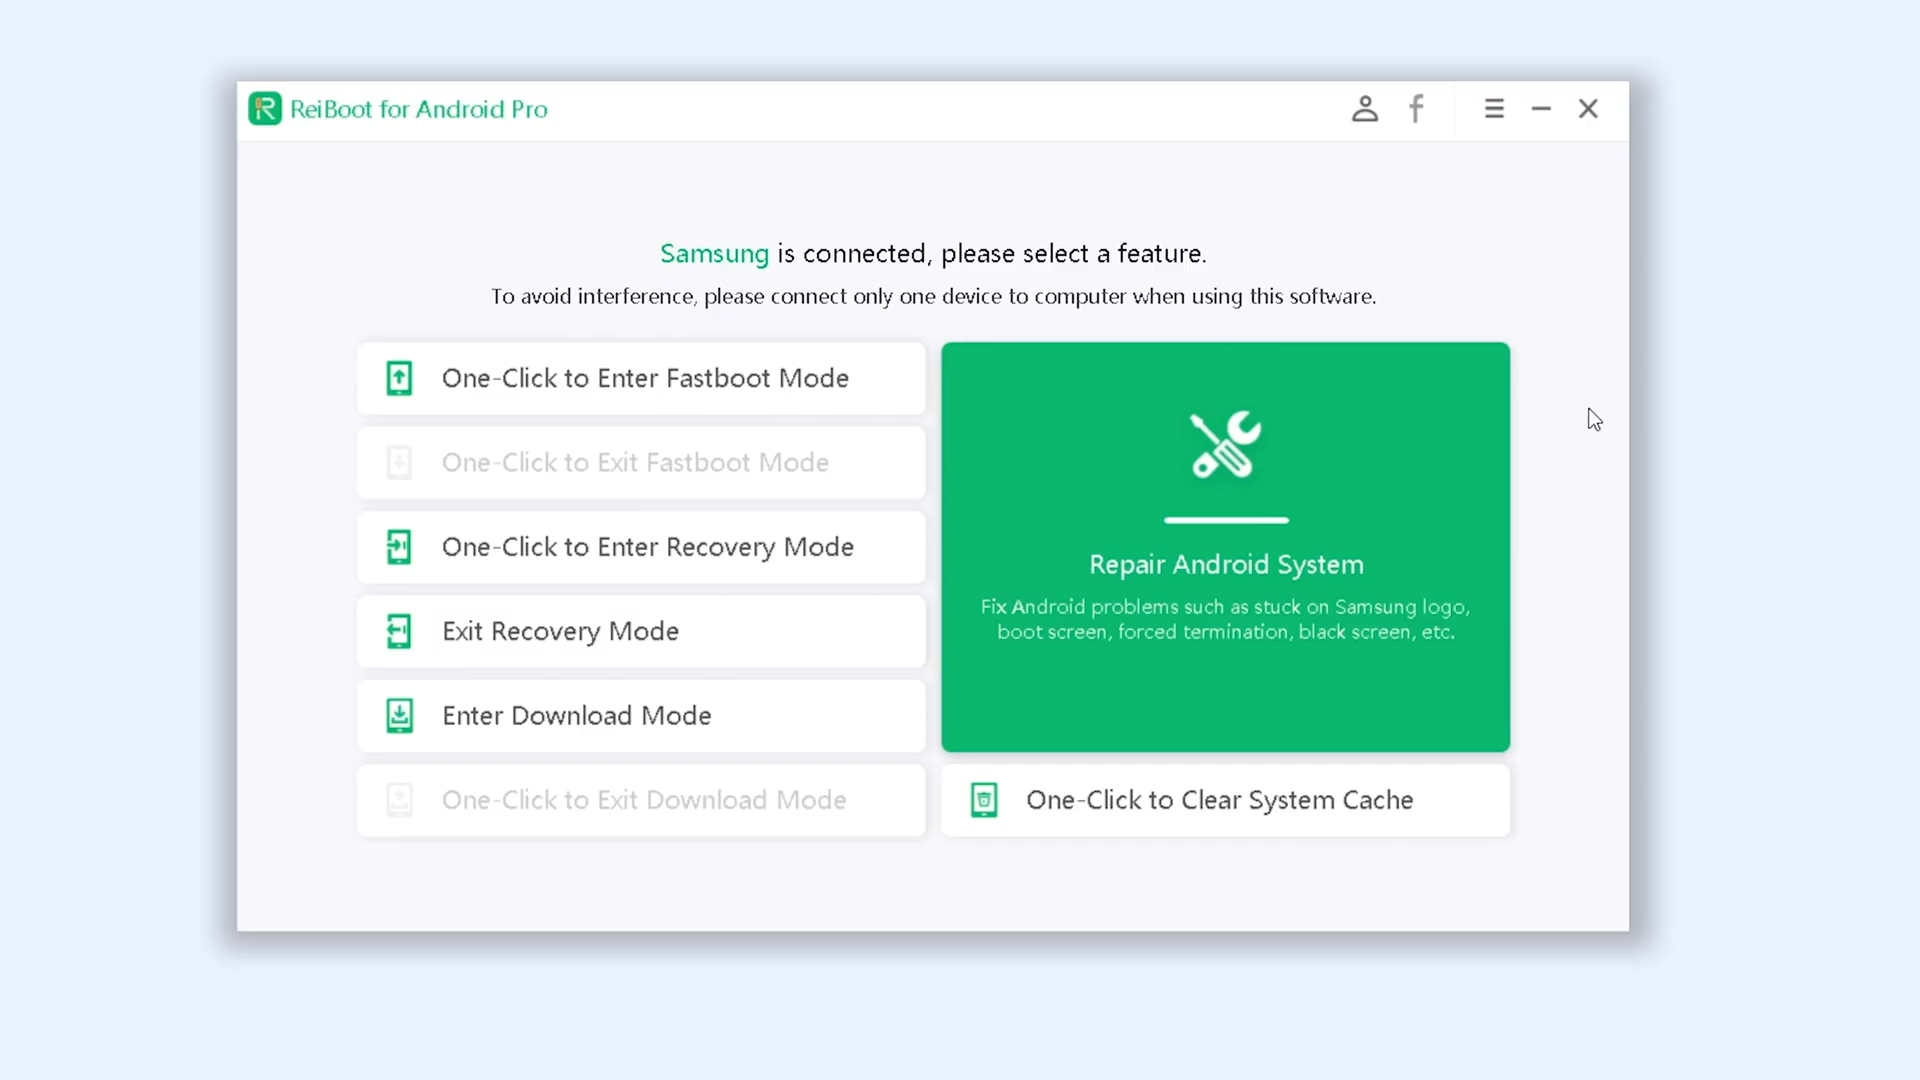 ReiBoot for Android Pro
Samsung is connected, please select a feature.
To avoid interference, please connect only one device to computer when using this software.
One-Click to Enter Fastboot Mode
One-Click to Exit Fastboot Mode
One-Click to Enter Recovery Mode
Exit Recovery Mode
Enter Download Mode
One-Click to Exit Download Mode
Repair Android System
Fix Android problems such as stuck on Samsung logo,
boot screen, forced termination, black screen, etc.
One-Click to Clear System Cache